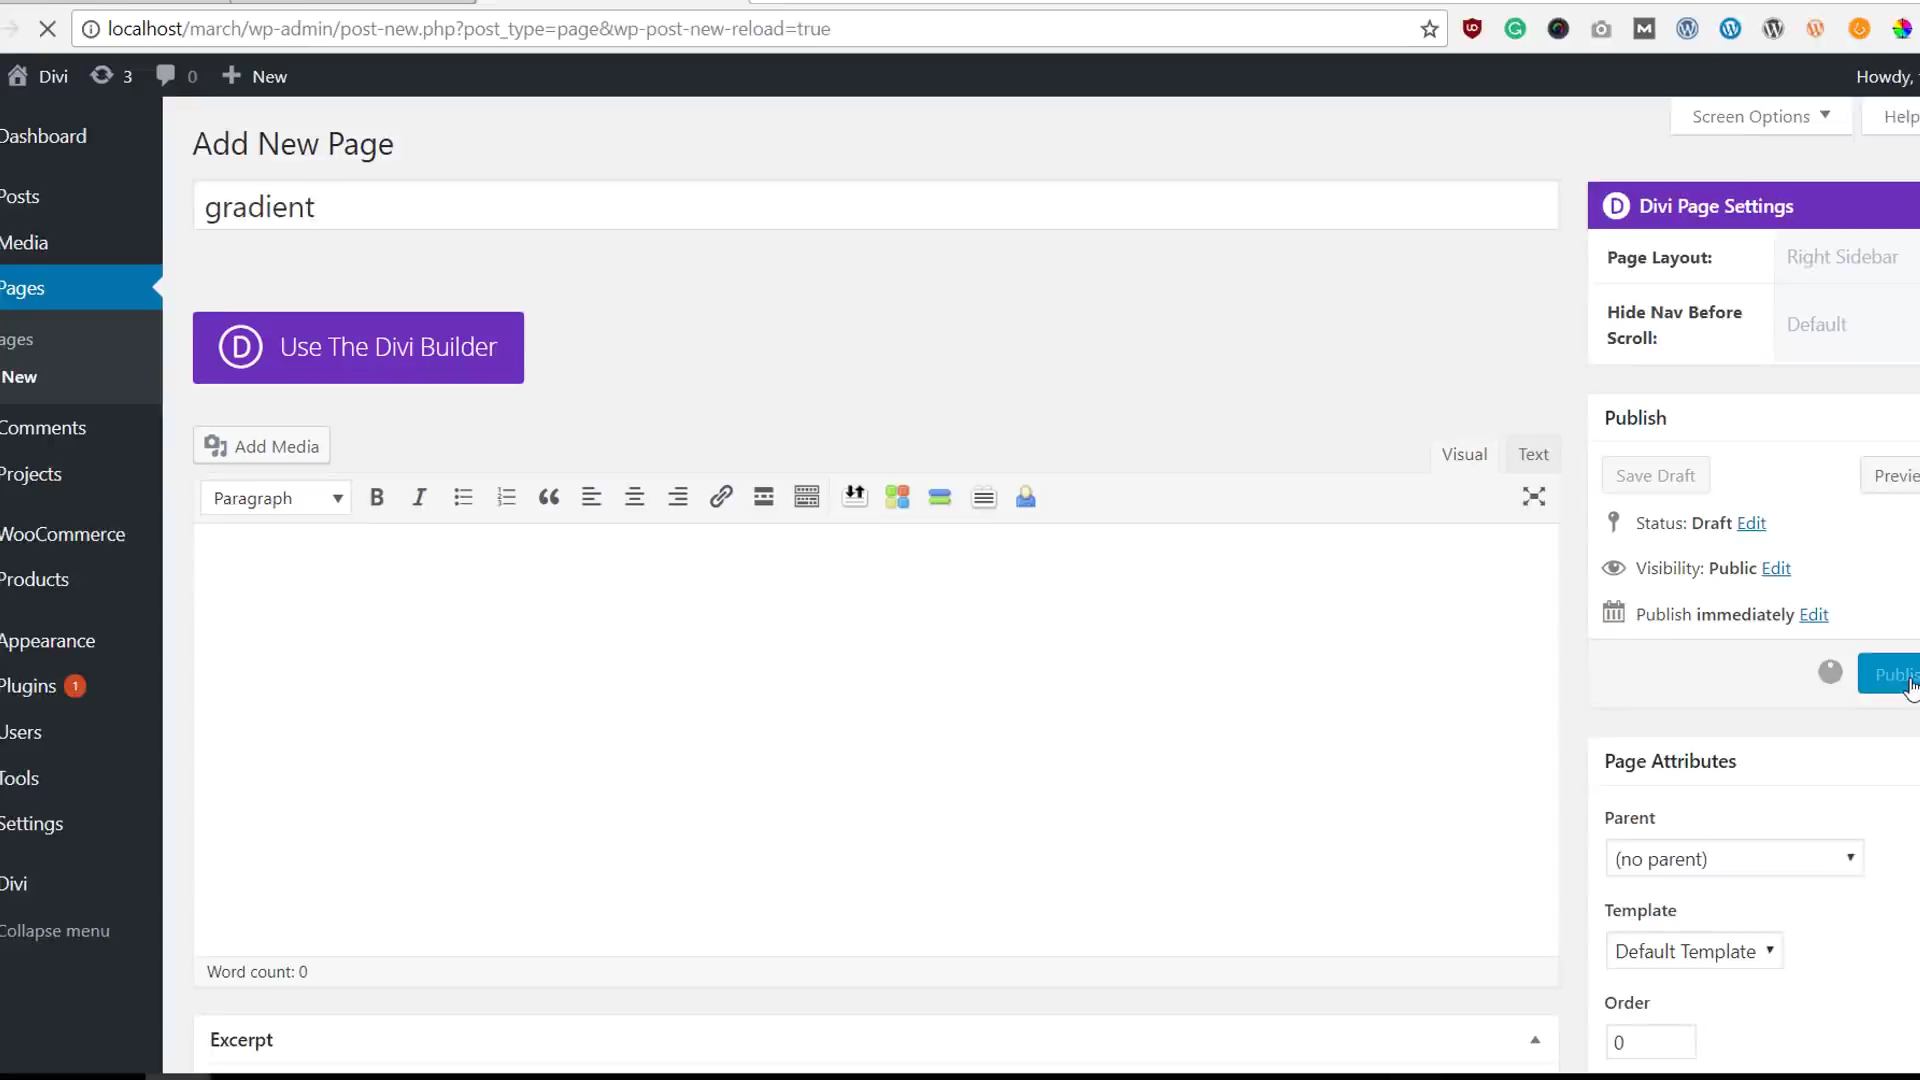 localhost/march/wp-admin/post-new.php?post_type=page&wp-post-new-reload=true
Divi 3 0 New
Howdy,
Screen Options Help
Dashboard
Posts
Media
Pages
ages
New
Comments
Projects
WooCommerce
Products
Appearance
Plugins 1
Users
Tools
Settings
Divi
Collapse menu
Add New Page
gradient
D Use The Divi Builder
Add Media
Visual Text
Paragraph B I
Word count: 0
Excerpt
D Divi Page Settings
Page Layout: Right Sidebar
Hide Nav Before
Scroll:
Default
Publish
Save Draft Previe
Status: Draft Edit
Visibility: Public Edit
Publish immediately Edit
Publis
Page Attributes
Parent
(no parent)
Template
Default Template
Order
0